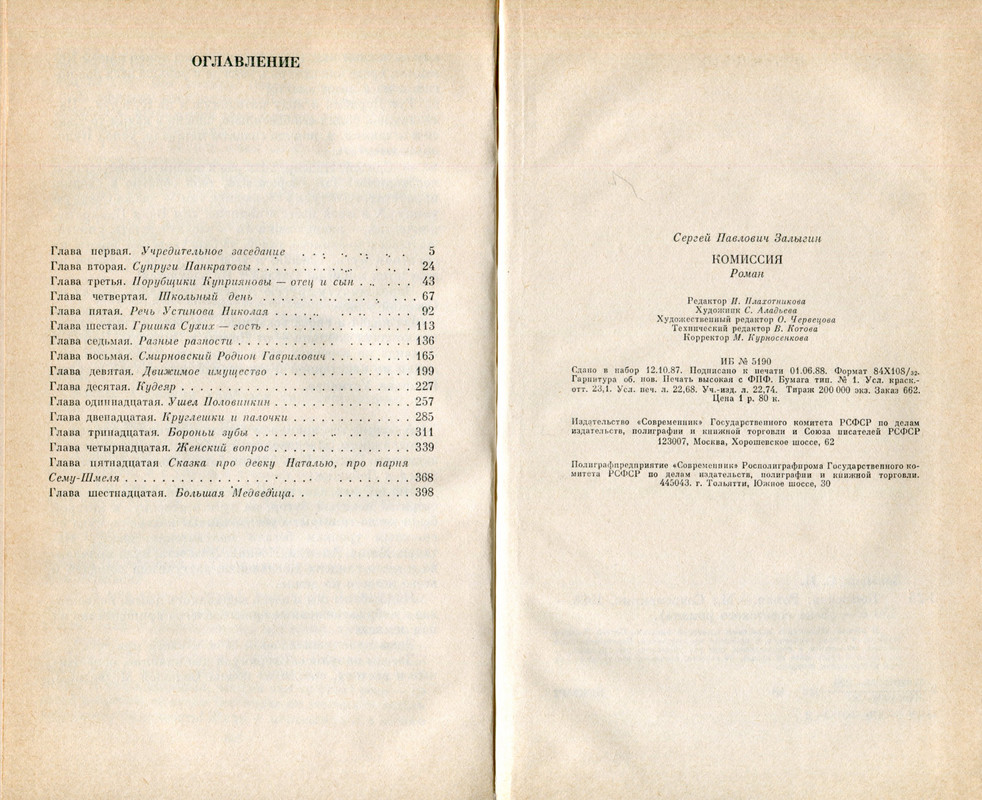 ОГЛАВЛЕНИЕ
Глава первая. Учредительное заседание . . . . . . . 5
Глава вторая. Супруги Панкратовы . . . . . . . . . . . . . 24
Глава третья. Порубщики Куприяновы — отец и сын . . . . . 43
Глава четвертая. Школьный день . . . . . . . . . . . . . 67
Глава пятая. Речь Устинова Николая . . . . . . . . . . . 92
Глава шестая. Гришка Сухих — гость . . . . . . . . . . . 113
Глава седьмая. Разные разности . . . . . . . . . . . . . 136
Глава восьмая. Смирновский Родион Гаврилович . . . . . . . . 165
Глава девятая. Движимое имущество . . . . . . . . . . . . 199
Глава десятая. Кудеяр . . . . . . . . . . . . . . . . . 227
Глава одиннадцатая. Ушел Половинкин . . . . . . . . . . . 257
Глава двенадцатая. Круглешки и палочки . . . . . . . . . . 285
Глава тринадцатая. Бороньи зубы . . . . . . . . . . . . 311
Глава четырнадцатая. Женский вопрос . . . . . . . . . . . 339
Глава пятнадцатая Сказка про девку Наталью, про парня
Сему-Шмеля . . . . . . . . . . . . . . . . . . . . . 368
Глава шестнадцатая. Большая Медведица. . . . . . . . . . 398
Сергей Павлович Залыгин
КОМИССИЯ
Роман
Редактор И. Плахотникова
Художник С. Аладьева
Художественный редактор О. Червецова
Технический редактор В. Котова
Корректор М. Курносенкова
ИБ № 5190
Сдано в набор 12.10.87. Подписано к печати 01.06.88. Формат 84Х108/32.
Гарнитура об. нов. Печать высокая с ФПФ. Бумага тип. № 1. Усл. краск.-
отт. 23,1. Усл. печ. л. 22,68. Уч.-изд. л. 22,74. Тираж 200 000 экз. Заказ 662.
Цена 1 р. 80 к.
Издательство «Современник» Государственного комитета РСФСР по делам
издательств, полиграфии и книжной торговли и Союза писателей РСФСР
123007, Москва, Хорошевское шоссе, 62
Полиграфпредприятие «Современник» Росполиграфпрома Государственного ко-
митета РСФСР по делам издательств, полиграфии и книжной торговли.
445043. г. Тольятти, Южное шоссе, 30